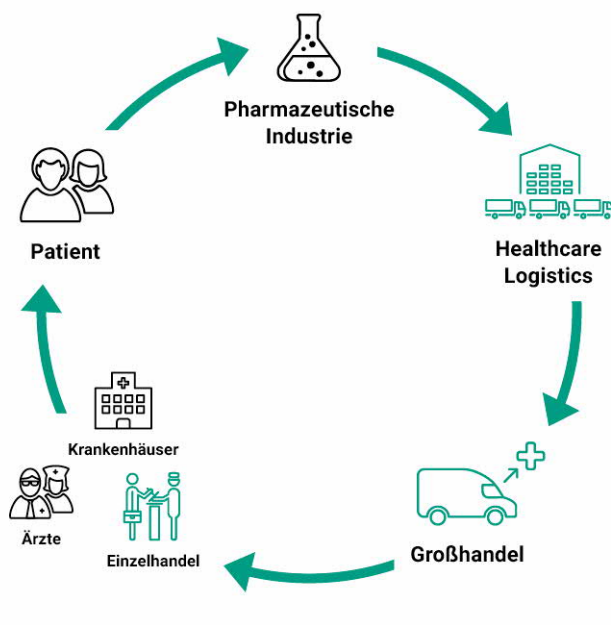 Pharmazeutische
Industrie
Healthcare
Logistics
Großhandel
Einzelhandel
Ärzte
Krankenhäuser
Patient